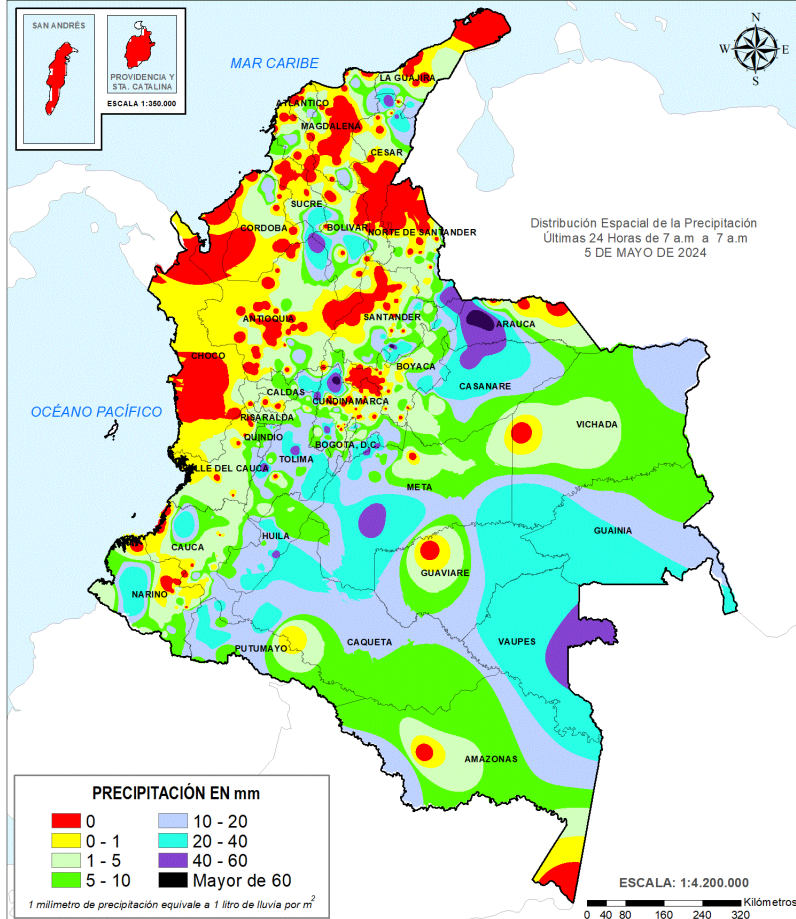 SAN ANDRÉS
PROVIDENCIA Y
STA. CATALINA
ESCALA 1:350.000
MAR CARIBE
N
W E
S
LA GUAJIRA
ATLANTICO
MAGDALENA
CESAR
SUCRE
CORDOBA
BOLIVAR
NORTE DE SANTANDER
Distribución Espacial de la Precipitación
Últimas 24 Horas de 7 a.m a 7 a.m
5 DE MAYO DE 2024
ANTIOQUIA
SANTANDER
ARAUCA
CHOCO
BOYACA
CASANARE
CALDAS
CUNDINAMARCA
OCÉANO PACÍFICO
RISARALDA
VICHADA
QUINDIO
BOGOTA, D.C.
TOLIMA
VALLE DEL CAUCA
META
GUAINIA
HUILA
CAUCA
GUAVIARE
NARIÑO
PUTUMAYO
CAQUETA
VAUPES
AMAZONAS
PRECIPITACIÓN EN mm
0
0 - 1
1 - 5
5 - 10
10 - 20
20 - 40
40 - 60
Mayor de 60
1 milímetro de precipitación equivale a 1 litro de lluvia por m²
ESCALA: 1:4.200.000
Kilómetros
0 40 80 160 240 320